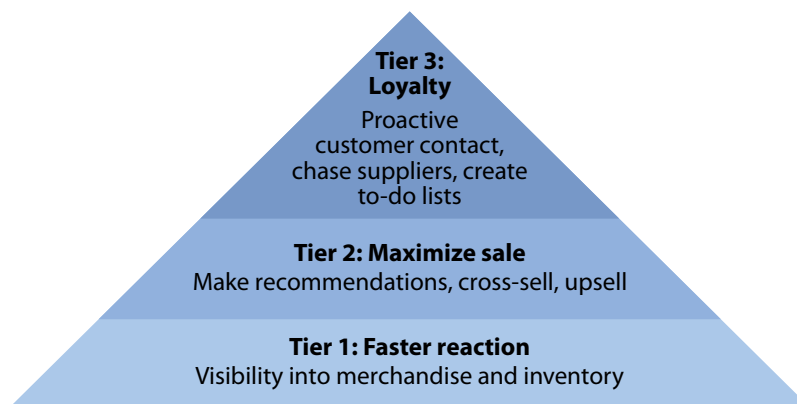 Tier 3:
Loyalty
Proactive
customer contact,
chase suppliers, create
to-do lists
Tier 2: Maximize sale
Make recommendations, cross-sell, upsell
Tier 1: Faster reaction
Visibility into merchandise and inventory